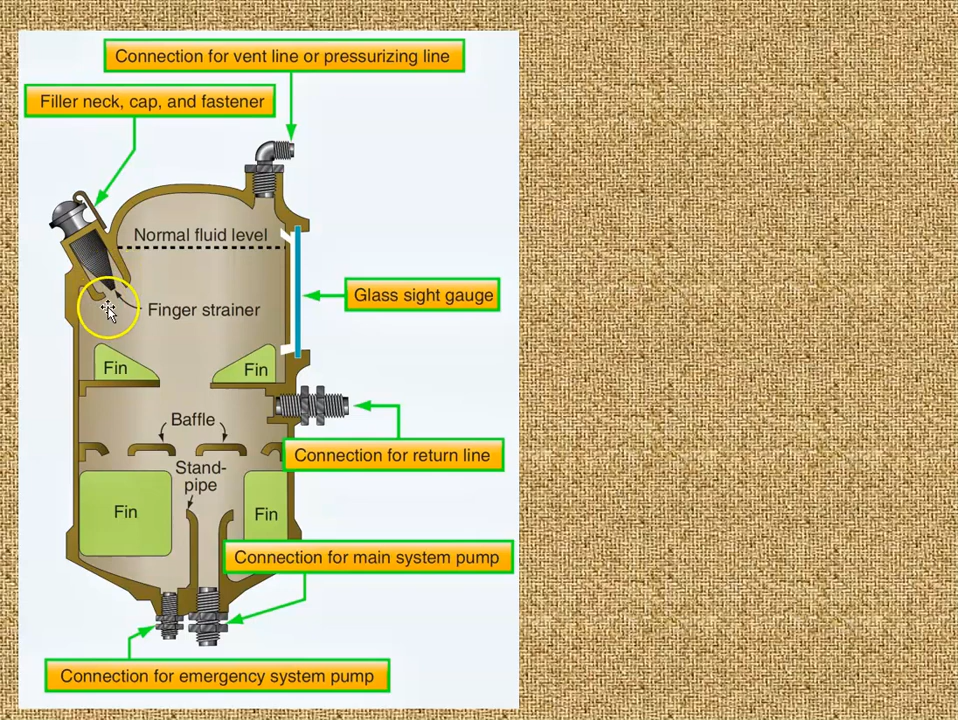 Connection for vent line or pressurizing line
Filler neck, cap, and fastener
Normal fluid level
Glass sight gauge
Finger strainer
Fin
Fin
Baffle
Connection for return line
Stand-
pipe
Fin
Fin
Connection for main system pump
Connection for emergency system pump